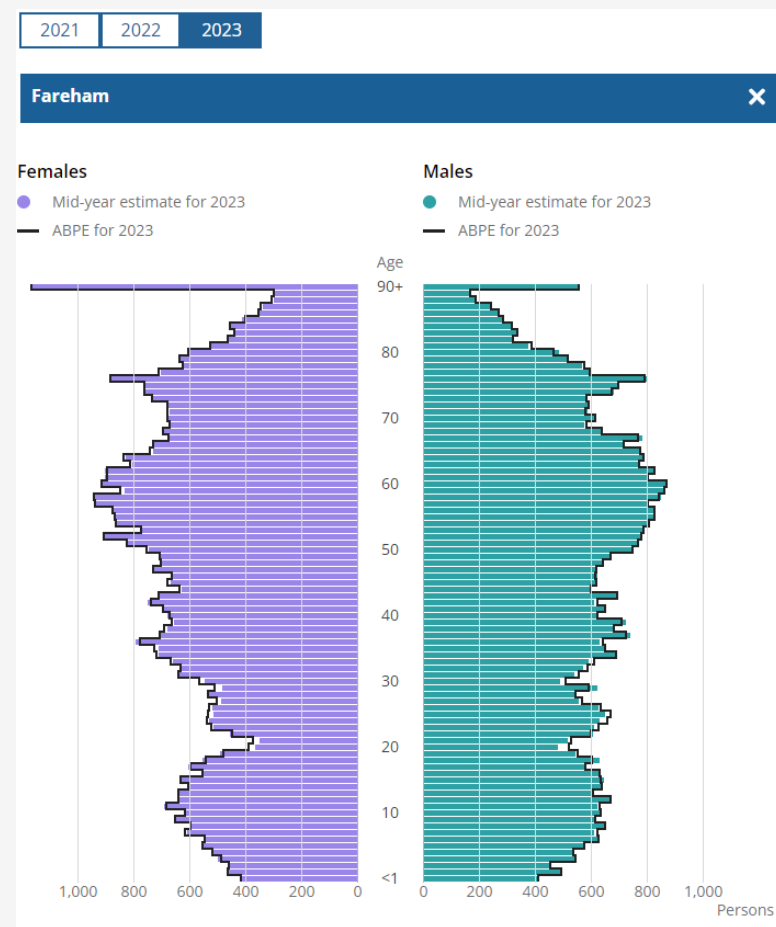 2021 2022 2023
Fareham
Females Males
Mid-year estimate for 2023 Mid-year estimate for 2023
ABPE for 2023 ABPE for 2023
Age
90+
80
70
60
50
40
30
20
10
<1
1,000 800 600 400 200 0 0 200 400 600 800 1,000
Persons